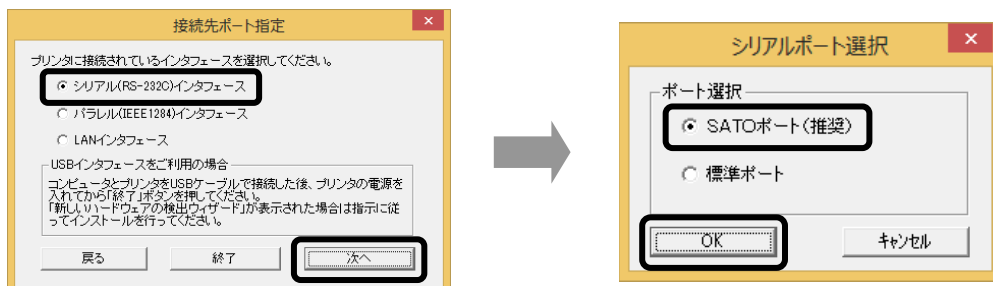 接続先ポート指定
プリンタに接続されているインタフェースを選択してください。
シリアル(RS-232C)インタフェース
パラレル(IEEE1284)インタフェース
LANインタフェース
USBインタフェースをご利用の場合
コンピュータとプリンタをUSBケーブルで接続した後、プリンタの電源を
入れてから「終了」ボタンを押してください。
「新しいハードウェアの検出ウィザード」が表示された場合は指示に従
ってインストールを行ってください。
戻る
終了
次へ
シリアルポート選択
ポート選択
SATOポート(推奨)
標準ポート
OK
キャンセル